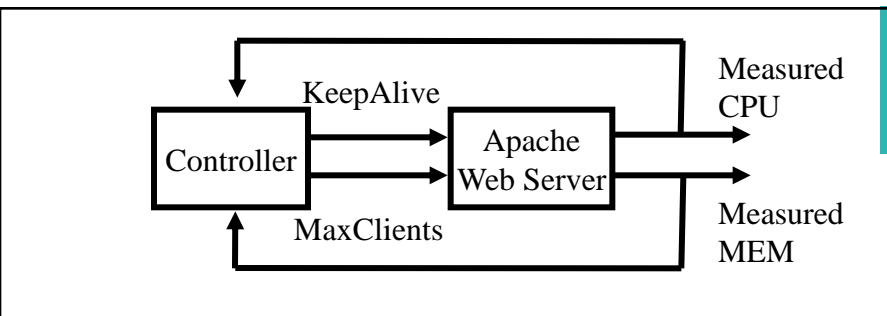 KeepAlive
Controller
MaxClients
Apache
Web Server
Measured
CPU
Measured
MEM